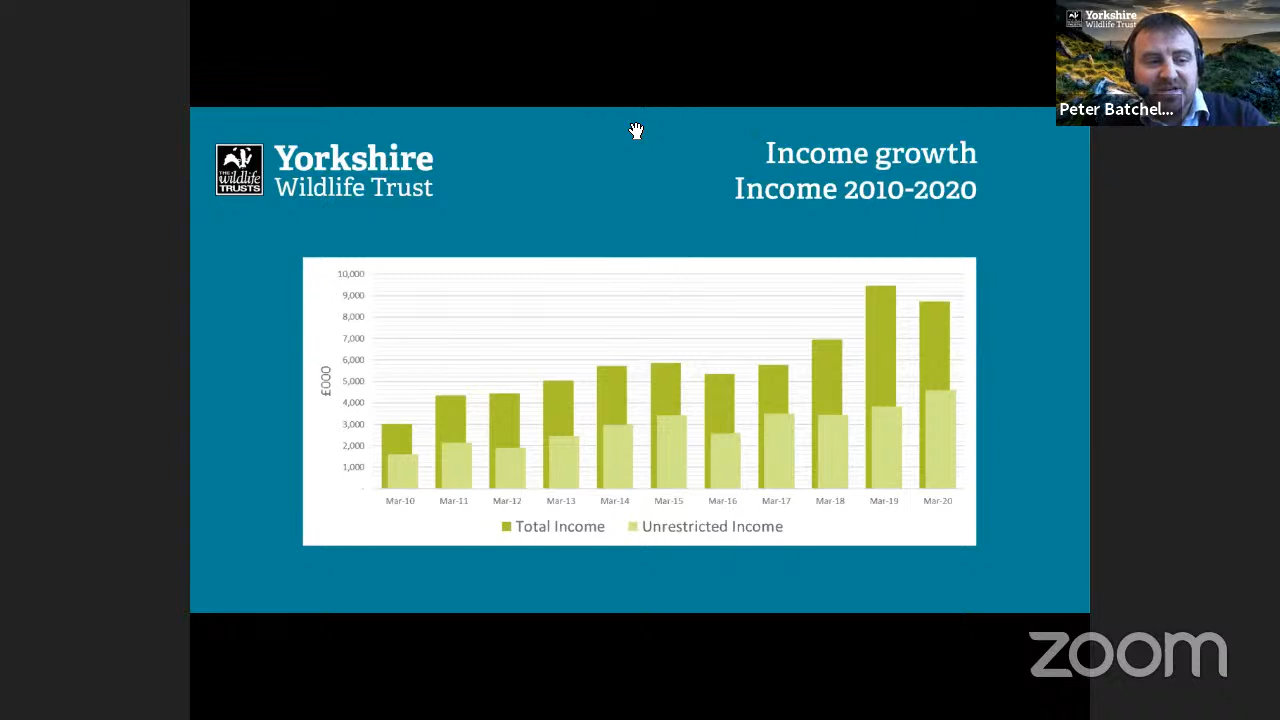 Yorkshire
Wildlife Trust
Peter Batchel...
THE
wildlife
TRUSTS
Yorkshire
Wildlife Trust
Income growth
Income 2010-2020
10,000
9,000
8,000
7,000
6,000
5,000
4,000
3,000
2,000
1,000
-
£000
Mar-10 Mar-11 Mar-12 Mar-13 Mar-14 Mar-15 Mar-16 Mar-17 Mar-18 Mar-19 Mar-20
Total Income Unrestricted Income
zoom